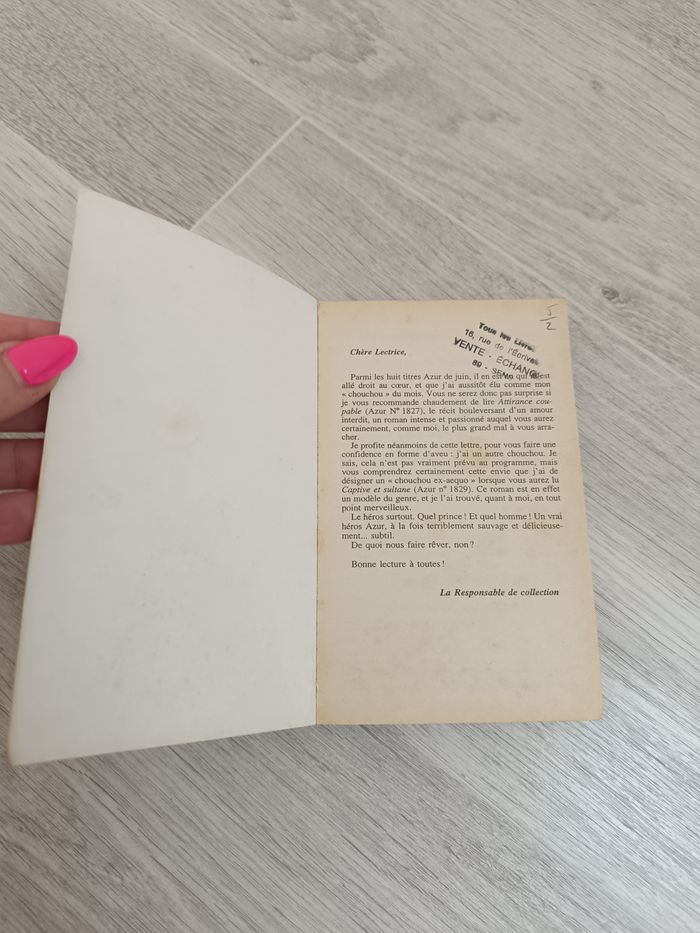 5
2
Tous les Livres
18, rue de l'Écrivez
VENTE - ÉCHANGE
89 - SENS
Chère Lectrice,
Parmi les huit titres Azur de juin, il en est un qui m'est
allé droit au cœur, et que j'ai aussitôt élu comme mon
« chouchou » du mois. Vous ne serez donc pas surprise si
je vous recommande chaudement de lire Attirance cou-
pable (Azur N° 1827), le récit bouleversant d'un amour
interdit, un roman intense et passionné auquel vous aurez
certainement, comme moi, le plus grand mal à vous arra-
cher.
Je profite néanmoins de cette lettre, pour vous faire une
confidence en forme d'aveu : j'ai un autre chouchou. Je
sais, cela n'est pas vraiment prévu au programme, mais
vous comprendrez certainement cette envie que j'ai de
désigner un « chouchou ex-aequo » lorsque vous aurez lu
Captive et sultane (Azur n° 1829). Ce roman est en effet
un modèle du genre, et je l'ai trouvé, quant à moi, en tout
point merveilleux.
Le héros surtout. Quel prince ! Et quel homme ! Un vrai
héros Azur, à la fois terriblement sauvage et délicieuse-
ment... subtil.
De quoi nous faire rêver, non ?
Bonne lecture à toutes !
La Responsable de collection